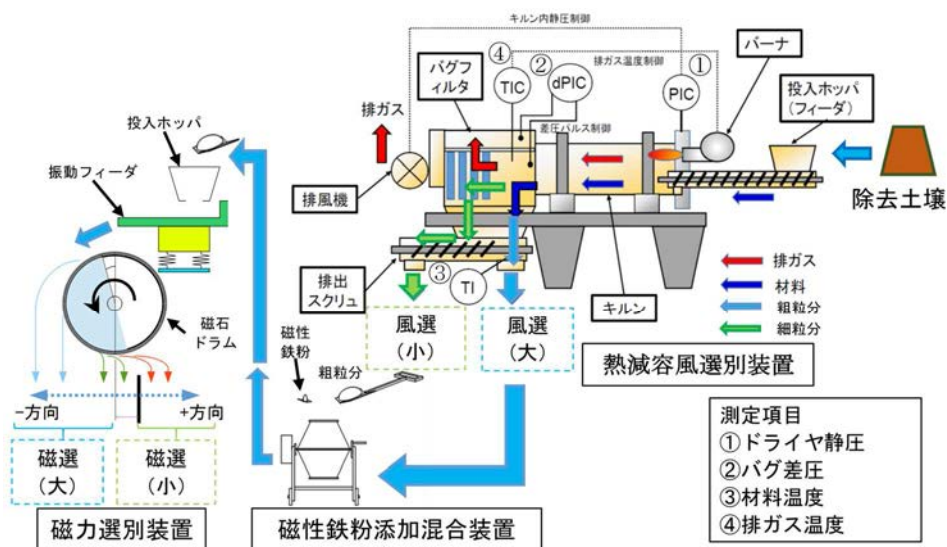 キルン内静圧制御
④
②
排ガス温度制御
①
バーナ
バグフ
ィルタ
TIC
dPIC
PIC
投入ホッパ
(フィーダ)
排ガス
差圧パルス制御
投入ホッパ
振動フィーダ
排風機
除去土壌
排出
スクリュ
③
TI
キルン
排ガス
材料
粗粒分
細粒分
磁石
ドラム
磁性
鉄粉
粗粒分
風選
(小)
風選
(大)
熱減容風選別装置
-方向
+方向
磁選
(大)
磁選
(小)
磁力選別装置
磁性鉄粉添加混合装置
測定項目
①ドライヤ静圧
②バグ差圧
③材料温度
④排ガス温度